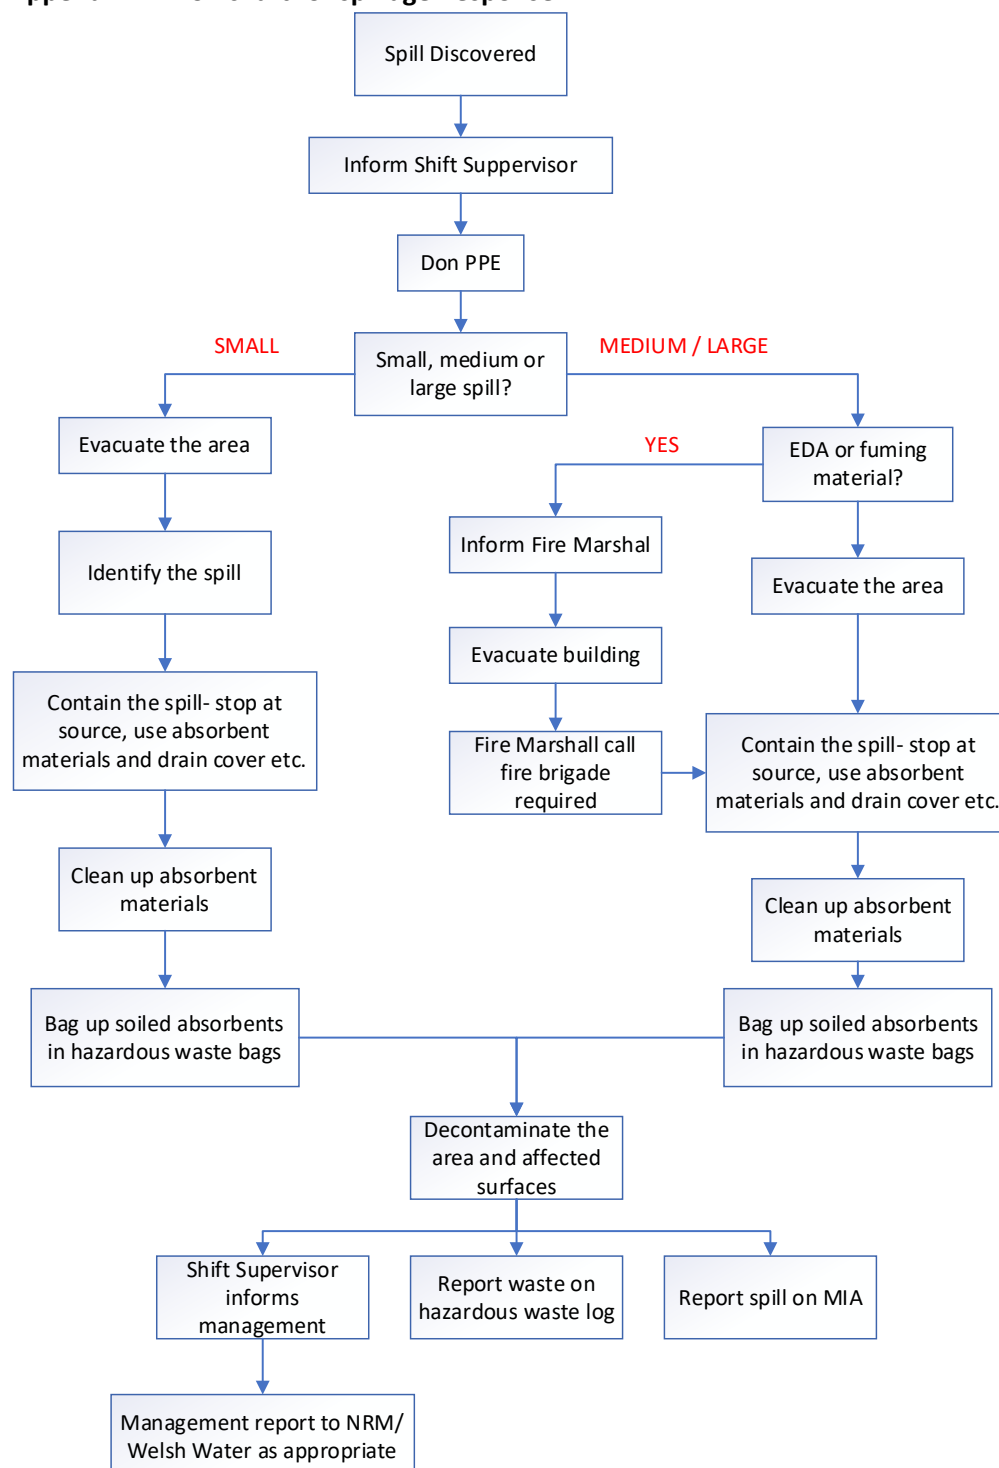 Spill Discovered
Inform Shift Suppervisor
Don PPE
Small, medium or
large spill?
SMALL
MEDIUM / LARGE
Evacuate the area
Identify the spill
Contain the spill- stop at
source, use absorbent
materials and drain cover etc.
Clean up absorbent
materials
Bag up soiled absorbents
in hazardous waste bags
EDA or fuming
material?
YES
Inform Fire Marshal
Evacuate building
Fire Marshall call
fire brigade
required
Evacuate the area
Contain the spill- stop at
source, use absorbent
materials and drain cover etc.
Clean up absorbent
materials
Bag up soiled absorbents
in hazardous waste bags
Decontaminate the
area and affected
surfaces
Shift Supervisor
informs
management
Report waste on
hazardous waste log
Report spill on MIA
Management report to NRM/
Welsh Water as appropriate